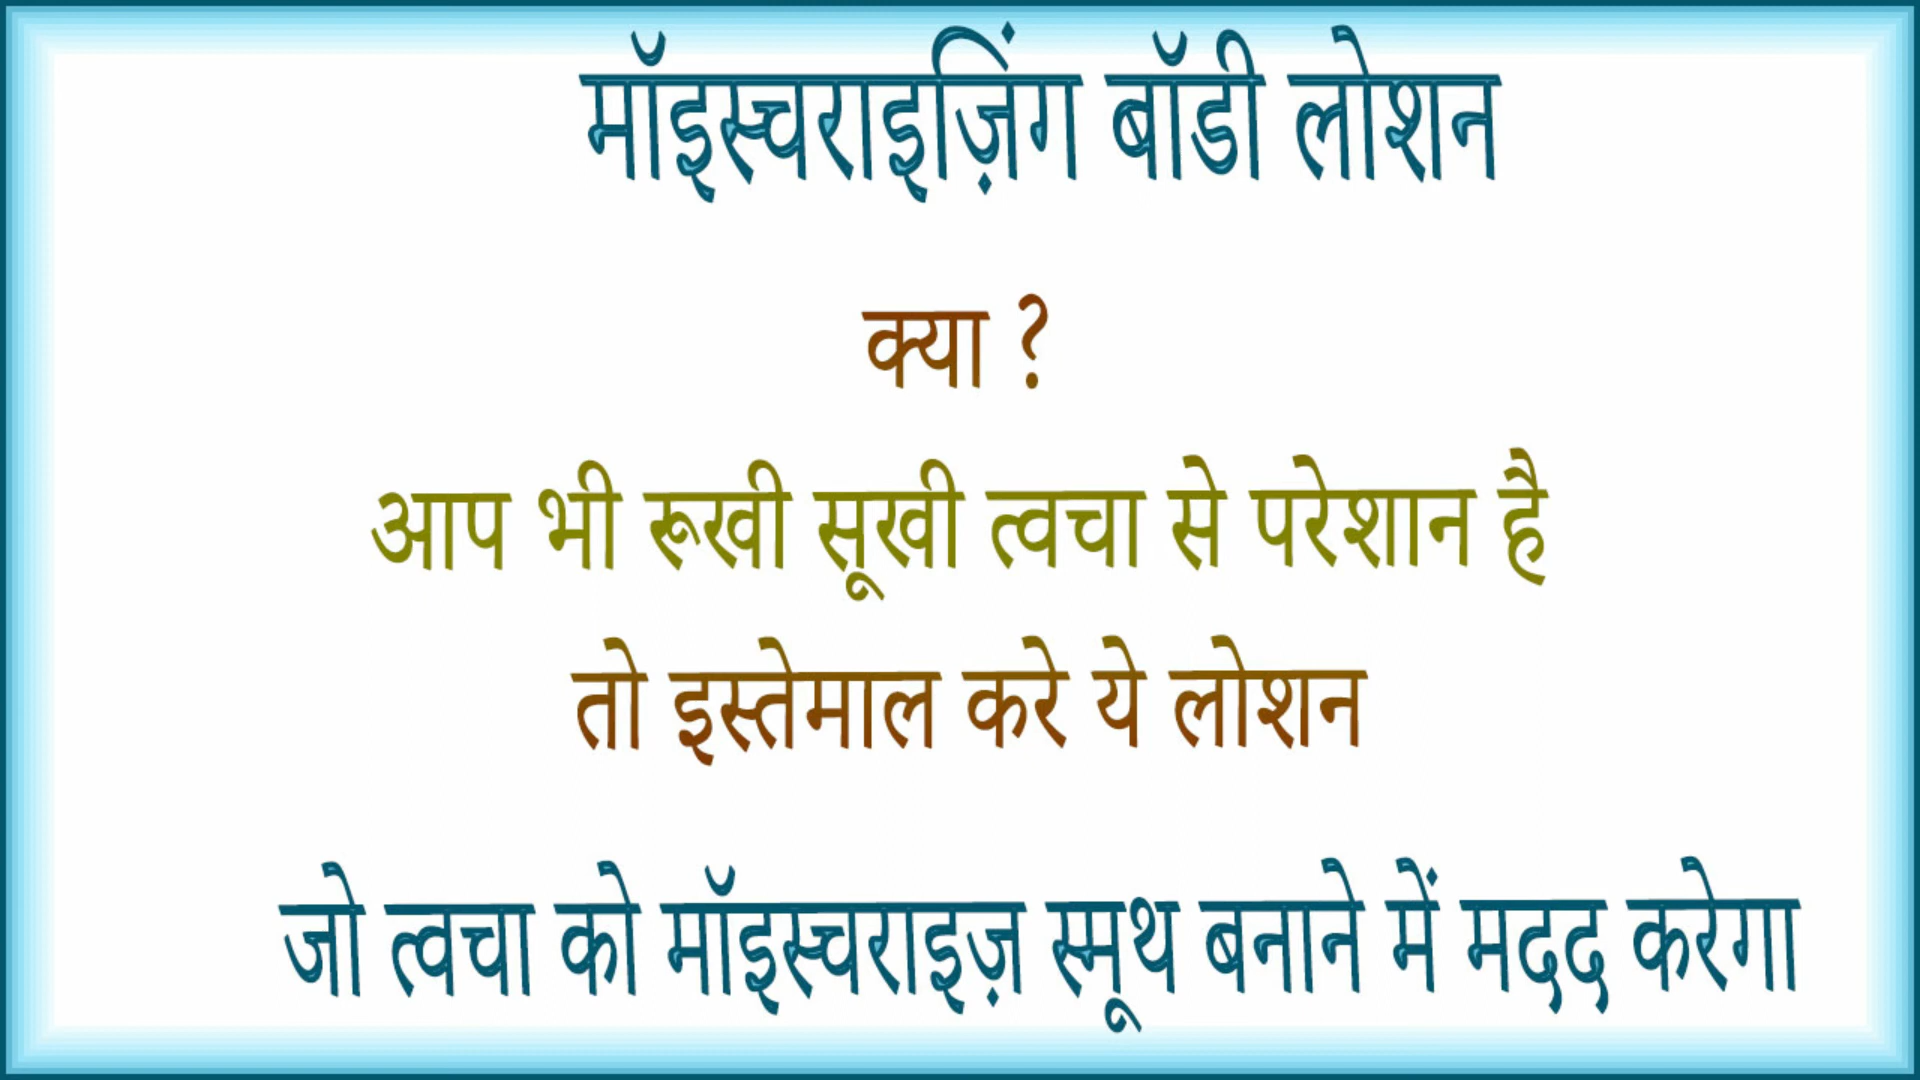 मॉइस्चराइज़िंग बॉडी लोशन
क्या ?
आप भी रूखी सूखी त्वचा से परेशान है
तो इस्तेमाल करे ये लोशन
जो त्वचा को मॉइस्चराइज़ स्मूथ बनाने में मदद करेगा